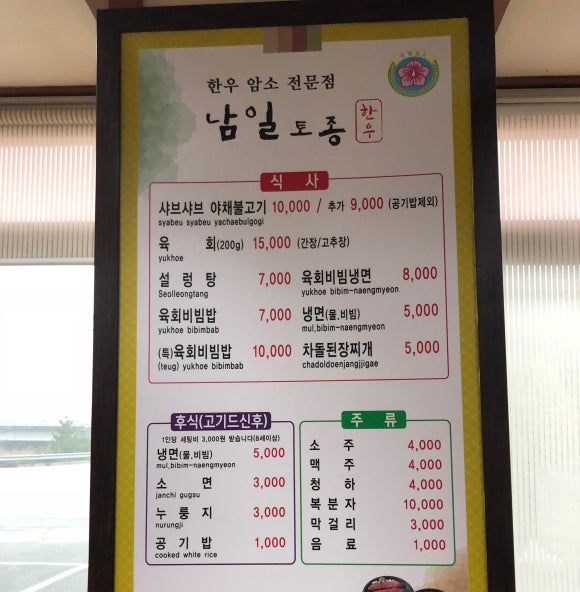 한우 암소 전문점
남일 토종 한우
식 사
샤브샤브 야채불고기 10,000 / 추가 9,000 (공기밥제외)
syabeu syabeu yachaebulgogi
육 회(200g) 15,000 (간장/고추장)
yukhoe
설 렁 탕 7,000
Seolleongtang
육회비빔냉면 8,000
yukhoe bibim-naengmyeon
육회비빔밥 7,000
yukhoe bibimbab
냉면(물,비빔) 5,000
mul,bibim-naengmyeon
(특)육회비빔밥 10,000
(teug) yukhoe bibimbab
차돌된장찌개 5,000
chadoldoenjangjjigae
후식(고기드신후)
1인당 세팅비 3,000원 받습니다(8세이상)
냉면(물,비빔) 5,000
mul,bibim-naengmyeon
소 면 3,000
janchi gugsu
누 룽 지 3,000
nurungji
공 기 밥 1,000
cooked white rice
주 류
소 주 4,000
맥 주 4,000
청 하 4,000
복 분 자 10,000
막 걸 리 3,000
음 료 1,000